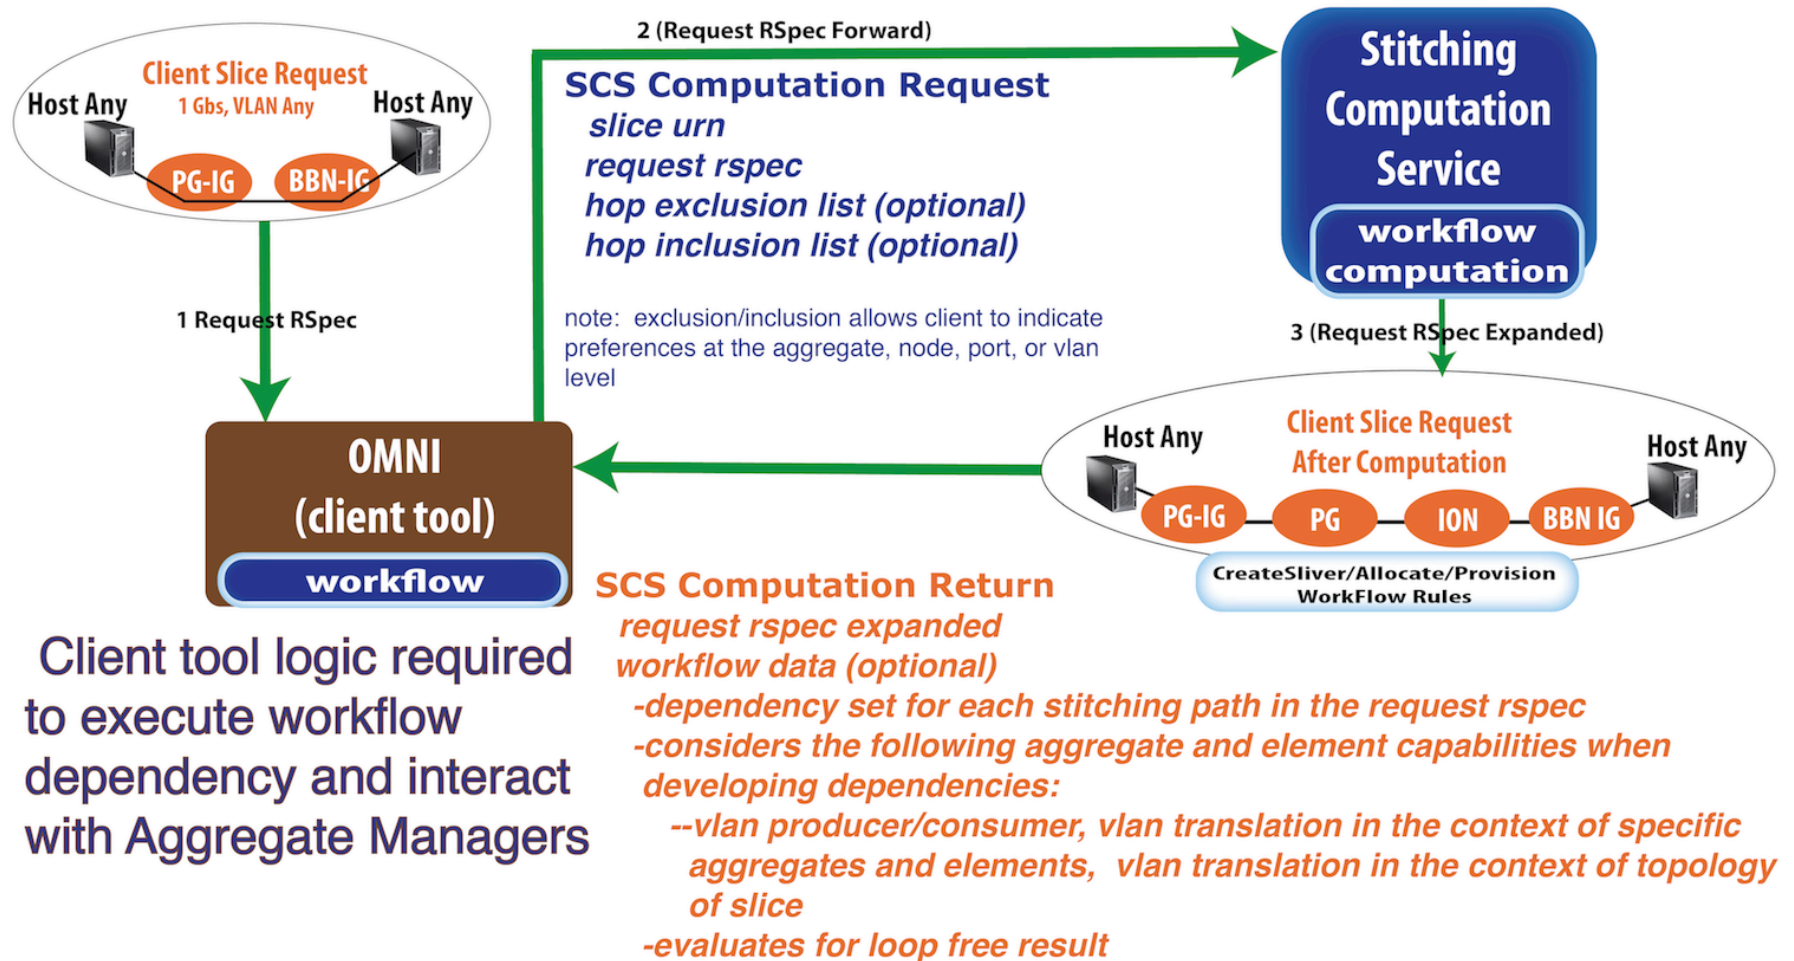 Client Slice Request
1 Gbs, VLAN Any
Host Any
Host Any
PG-IG
BBN-IG
1 Request RSpec
2 (Request RSpec Forward)
SCS Computation Request
slice urn
request rspec
hop exclusion list (optional)
hop inclusion list (optional)
note: exclusion/inclusion allows client to indicate
preferences at the aggregate, node, port, or vlan
level
Stitching
Computation
Service
workflow
computation
3 (Request RSpec Expanded)
Client Slice Request
After Computation
Host Any
Host Any
PG-IG
PG
ION
BBN IG
CreateSliver/Allocate/Provision
WorkFlow Rules
OMNI
(client tool)
workflow
Client tool logic required
to execute workflow
dependency and interact
with Aggregate Managers
SCS Computation Return
request rspec expanded
workflow data (optional)
-dependency set for each stitching path in the request rspec
-considers the following aggregate and element capabilities when
developing dependencies:
--vlan producer/consumer, vlan translation in the context of specific
aggregates and elements, vlan translation in the context of topology
of slice
-evaluates for loop free result